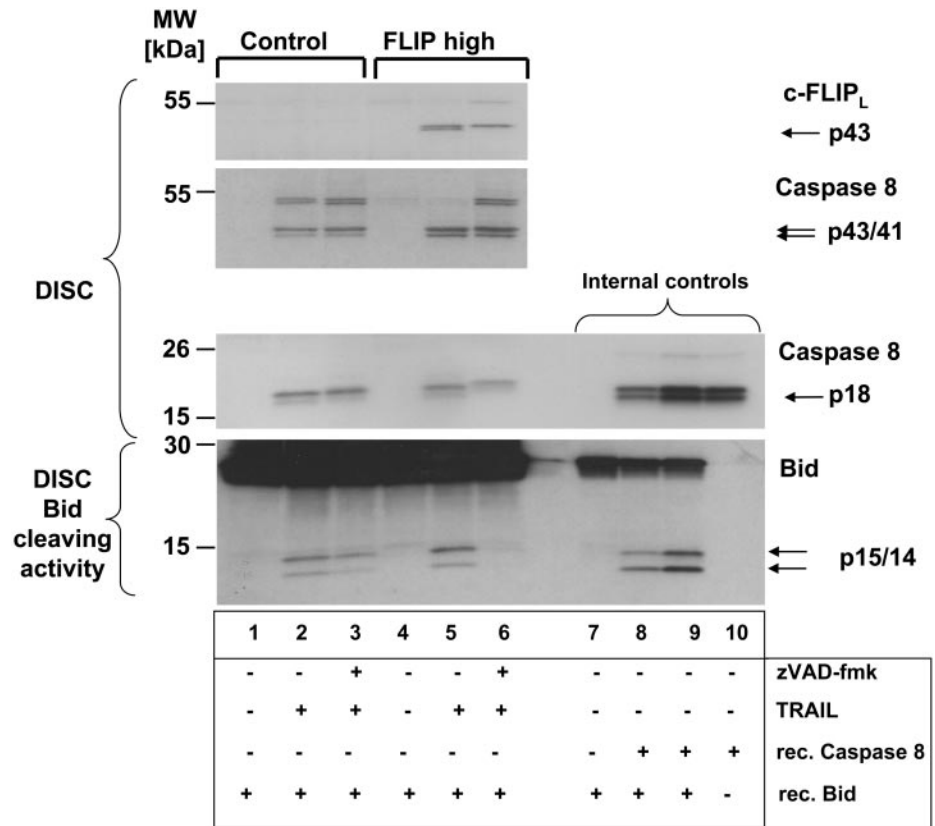 MW
[kDa]
Control
FLIP high
55
c-FLIPL
p43
55
Caspase 8
p43/41
DISC
Internal controls
26
Caspase 8
p18
15
30
Bid
DISC
Bid
cleaving
activity
15
p15/14
1 2 3 4 5 6 7 8 9 10
- - + - - + - - - - zVAD-fmk
- + + - + + - - - - TRAIL
- - - - - - - + + + rec. Caspase 8
+ + + + + + + + + - rec. Bid